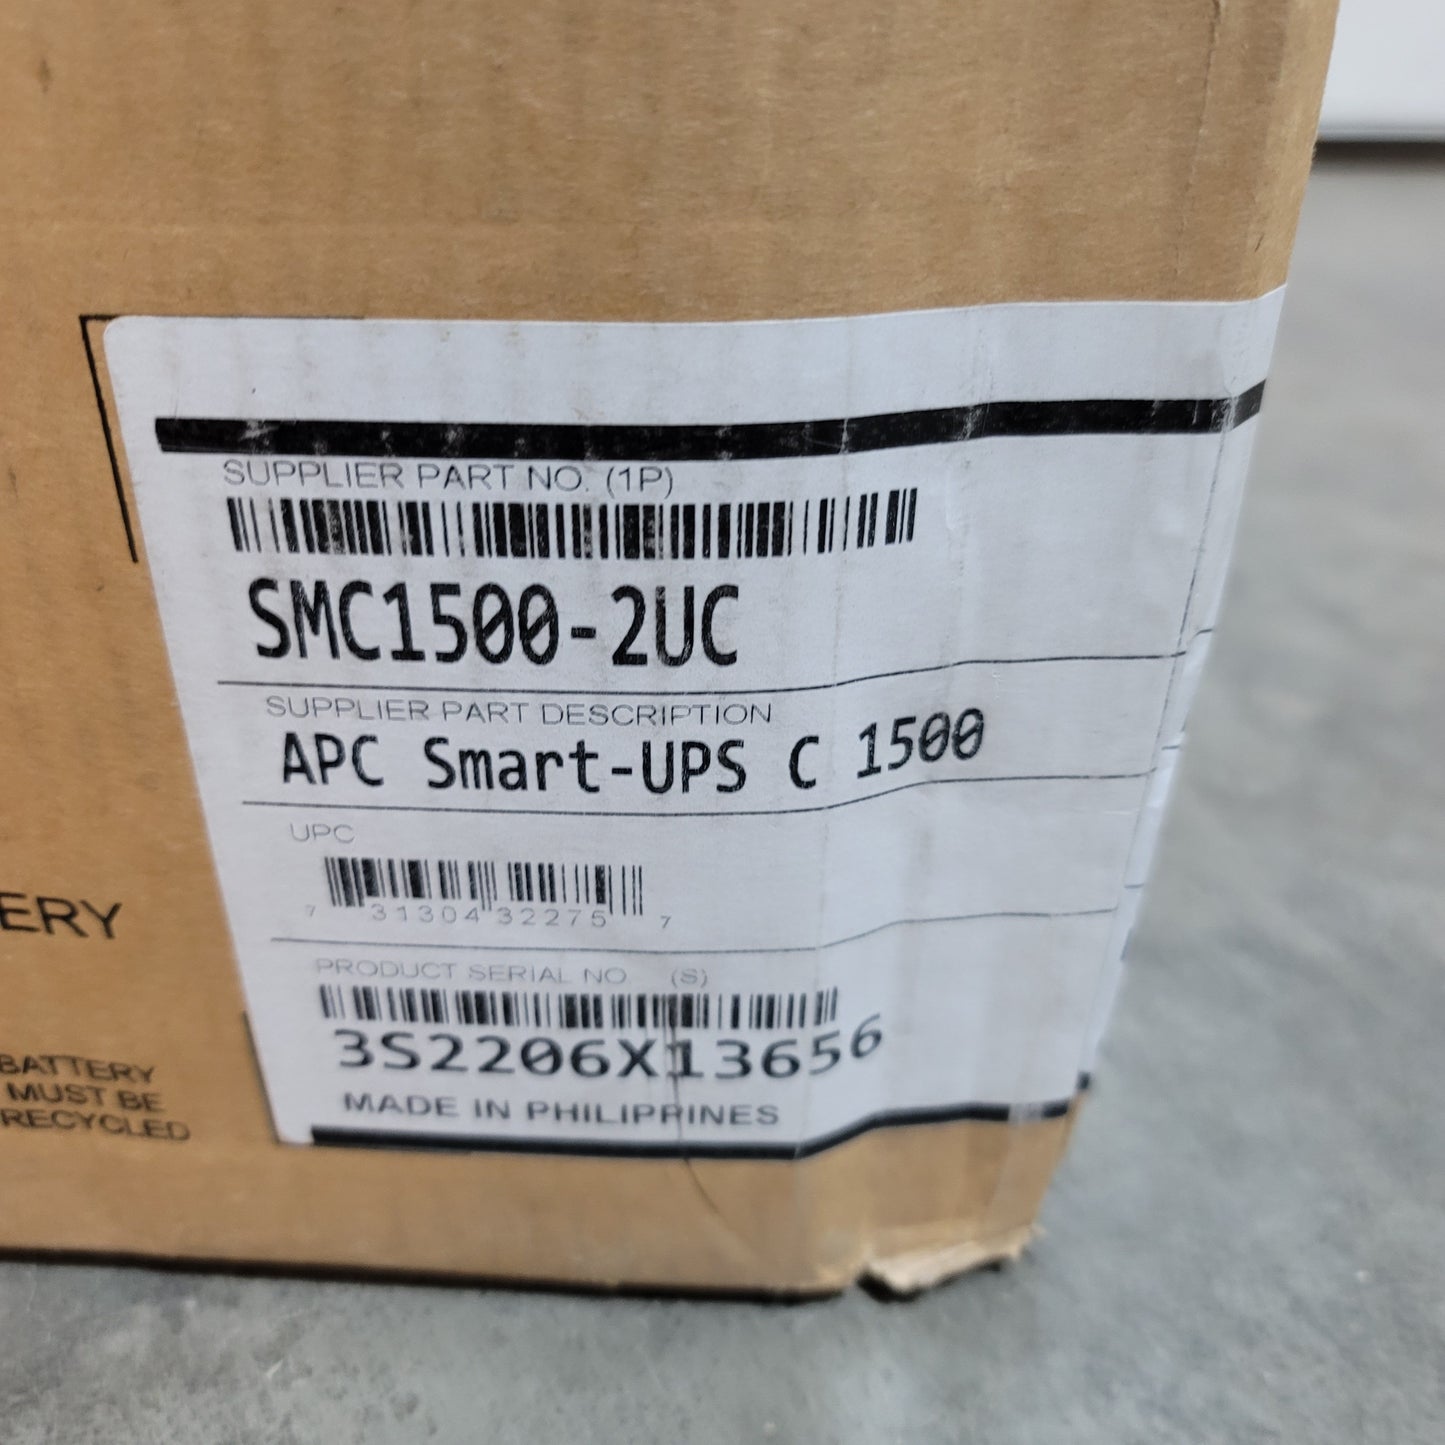 SUPPLIER PART NO. (1P)
SMC1500-2UC
SUPPLIER PART DESCRIPTION
APC Smart-UPS C 1500
UPC
7 31304 32275 7
PRODUCT SERIAL NO. (S)
3S2206X13656
MADE IN PHILIPPINES
ERY
BATTERY
MUST BE
RECYCLED